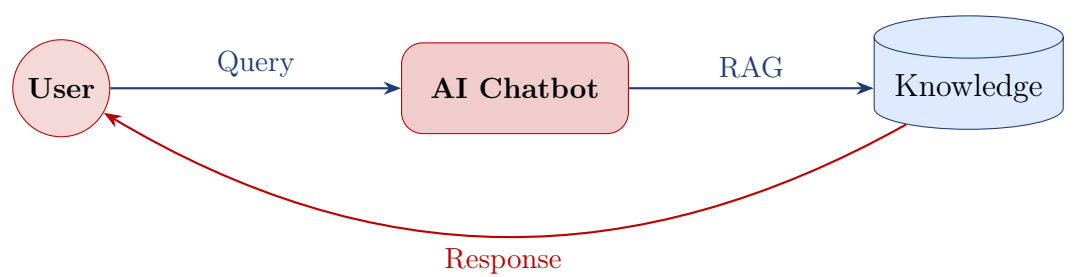 Query
RAG
User
AI Chatbot
Knowledge
Response